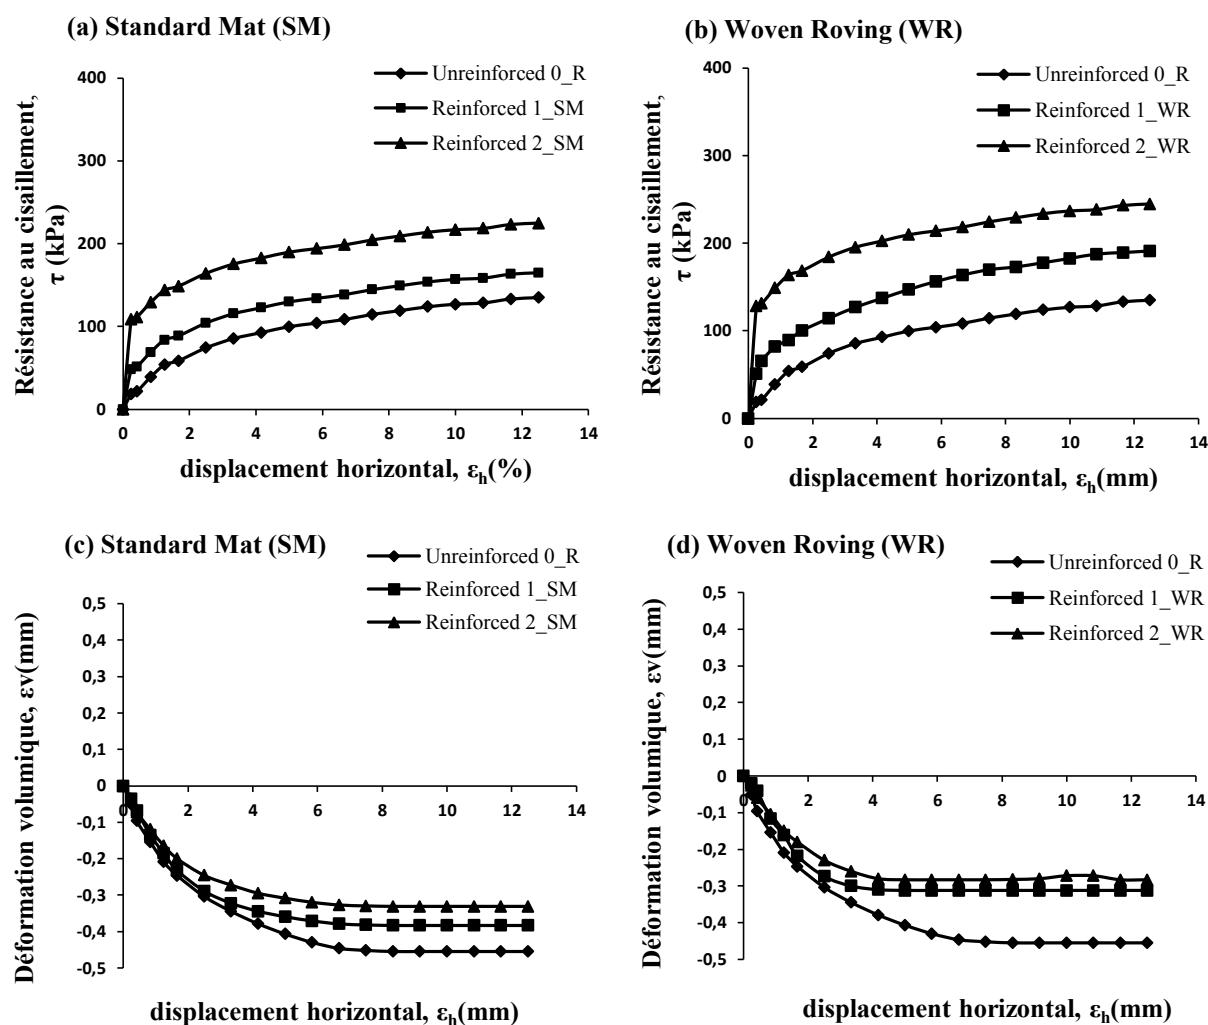 (a) Standard Mat (SM)
Unreinforced 0_R
Reinforced 1_SM
Reinforced 2_SM
Résistance au cisaillement,
τ (kPa)
400
300
200
100
0
0 2 4 6 8 10 12 14
displacement horizontal, εh(%)
(b) Woven Roving (WR)
Unreinforced 0_R
Reinforced 1_WR
Reinforced 2_WR
Résistance au cisaillement,
τ (kPa)
400
300
200
100
0
0 2 4 6 8 10 12 14
displacement horizontal, εh(mm)
(c) Standard Mat (SM)
Unreinforced 0_R
Reinforced 1_SM
Reinforced 2_SM
Déformation volumique, εv(mm)
0,5
0,4
0,3
0,2
0,1
0
-0,1
-0,2
-0,3
-0,4
-0,5
0 2 4 6 8 10 12 14
displacement horizontal, εh(mm)
(d) Woven Roving (WR)
Unreinforced 0_R
Reinforced 1_WR
Reinforced 2_WR
Déformation volumique, εv(mm)
0,5
0,4
0,3
0,2
0,1
0
-0,1
-0,2
-0,3
-0,4
-0,5
0 2 4 6 8 10 12 14
displacement horizontal, εh(mm)